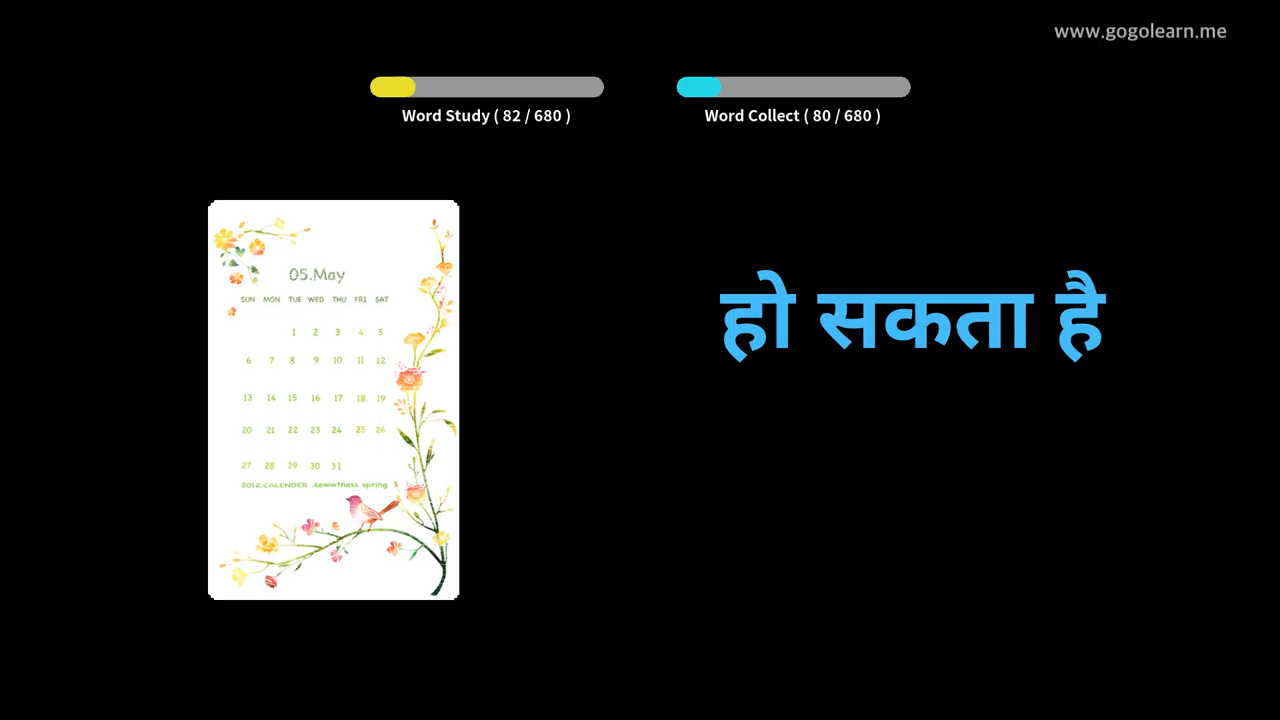 www.gogolearn.me
Word Study ( 82 / 680 )
Word Collect ( 80 / 680 )
05.May
SUN MON TUE WED THU FRI SAT
1 2 3 4 5
6 7 8 9 10 11 12
13 14 15 16 17 18 19
20 21 22 23 24 25 26
27 28 29 30 31
2012.CALENDER .sewwtness spring
हो सकता है